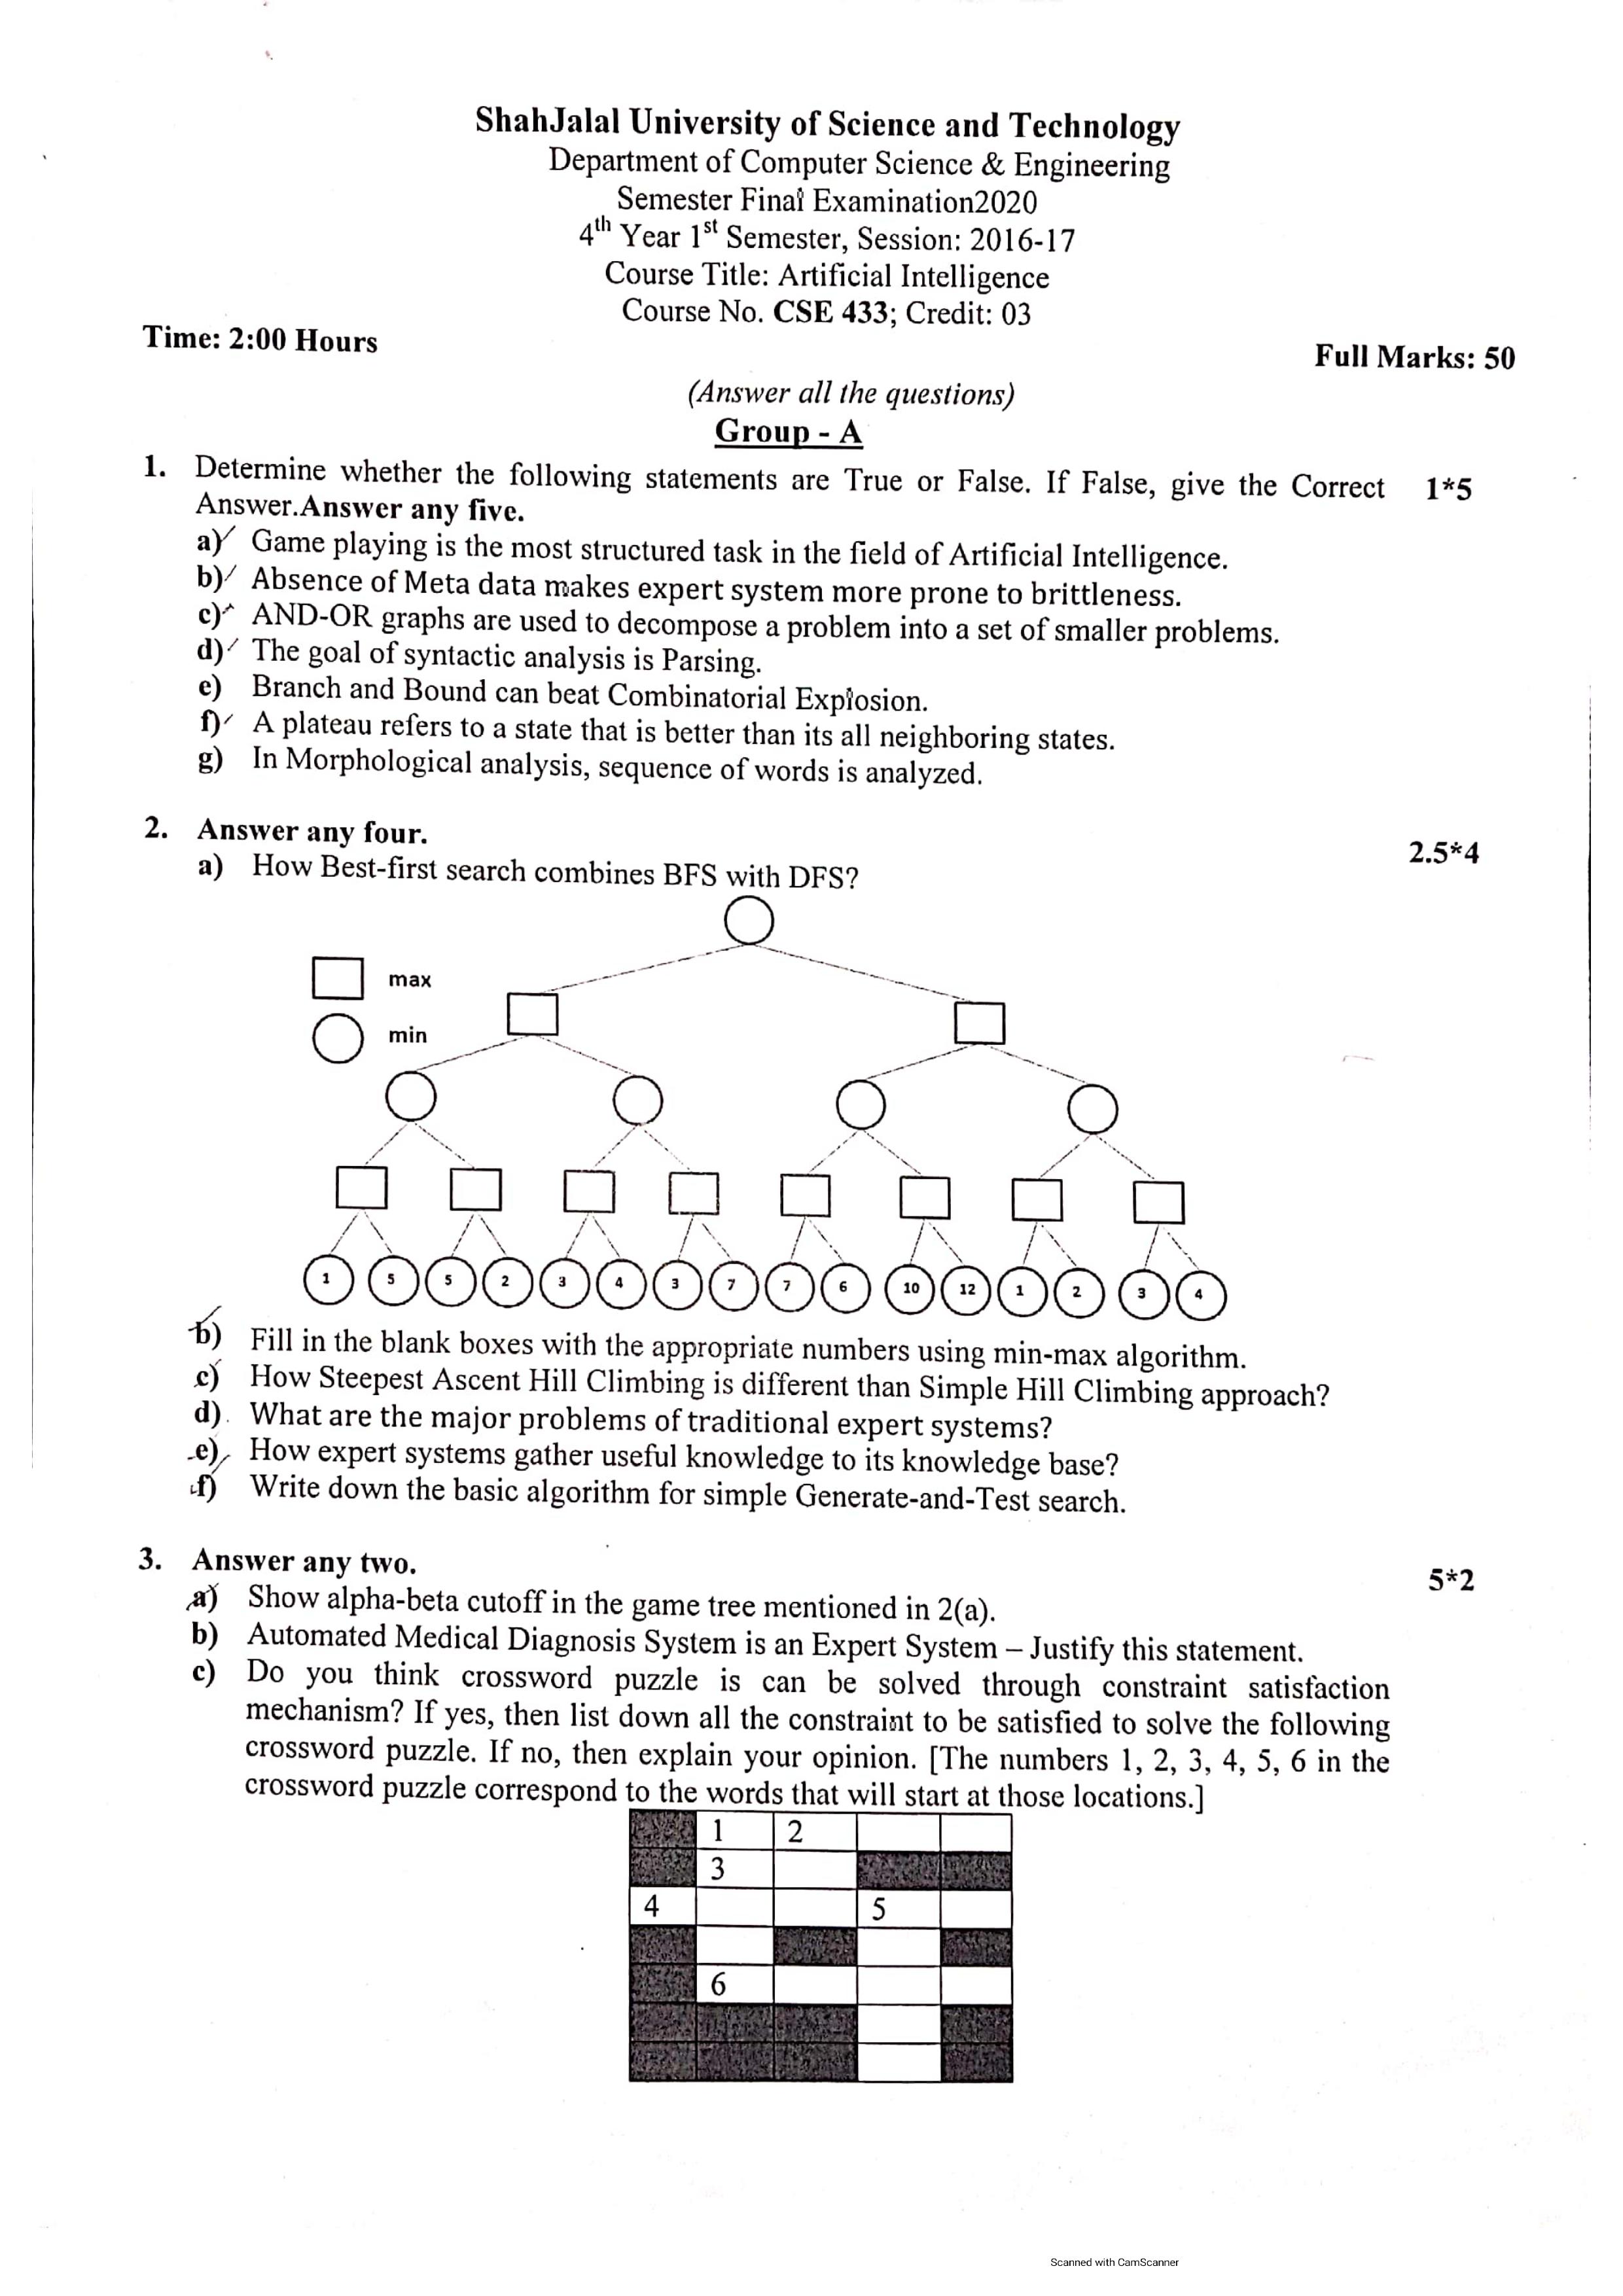 ShahJalal University of Science and Technology
Department of Computer Science & Engineering
Semester Final Examination2020
4th Year 1st Semester, Session: 2016-17
Course Title: Artificial Intelligence
Course No. CSE 433; Credit: 03
Time: 2:00 Hours
Full Marks: 50
(Answer all the questions)
Group - A
1. Determine whether the following statements are True or False. If False, give the Correct 1*5
Answer.Answer any five.
a) Game playing is the most structured task in the field of Artificial Intelligence.
b) Absence of Meta data makes expert system more prone to brittleness.
c) AND-OR graphs are used to decompose a problem into a set of smaller problems.
d) The goal of syntactic analysis is Parsing.
e) Branch and Bound can beat Combinatorial Explosion.
f) A plateau refers to a state that is better than its all neighboring states.
g) In Morphological analysis, sequence of words is analyzed.
2. Answer any four. 2.5*4
a) How Best-first search combines BFS with DFS?
max
min
1 5 5 2 3 4 3 7 7 6 10 12 1 2 3 4
b) Fill in the blank boxes with the appropriate numbers using min-max algorithm.
c) How Steepest Ascent Hill Climbing is different than Simple Hill Climbing approach?
d) What are the major problems of traditional expert systems?
e) How expert systems gather useful knowledge to its knowledge base?
f) Write down the basic algorithm for simple Generate-and-Test search.
3. Answer any two. 5*2
a) Show alpha-beta cutoff in the game tree mentioned in 2(a).
b) Automated Medical Diagnosis System is an Expert System – Justify this statement.
c) Do you think crossword puzzle is can be solved through constraint satisfaction
mechanism? If yes, then list down all the constraint to be satisfied to solve the following
crossword puzzle. If no, then explain your opinion. [The numbers 1, 2, 3, 4, 5, 6 in the
crossword puzzle correspond to the words that will start at those locations.]
1 2
3
4 5
6
Scanned with CamScanner